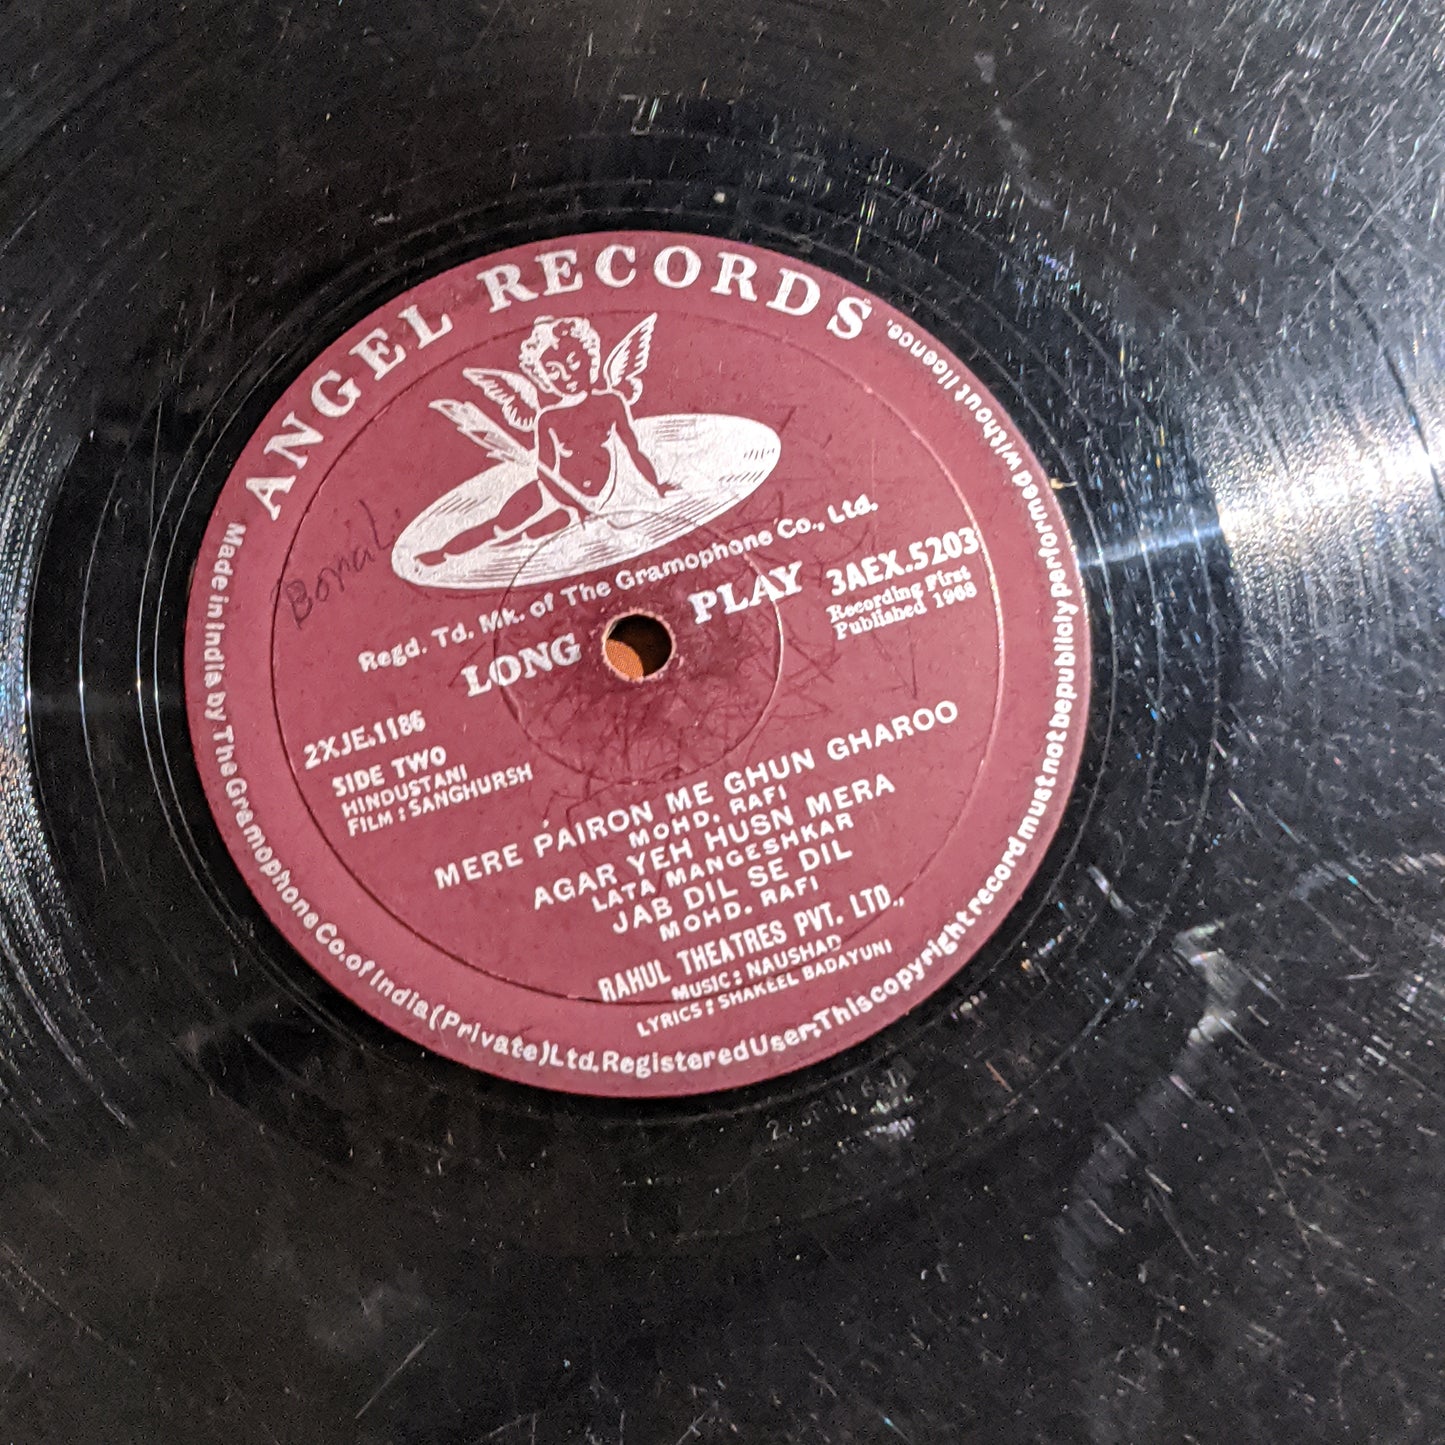 ANGEL RECORDS
Bonal
Regd. Td. Mk. of The Gramophone Co., Ltd.
LONG PLAY
3AEX.5203
Recording First
Published 1968
2XJE.1186
SIDE TWO
HINDUSTANI
FILM : SANGHURSH
MERE PAIRON ME GHUN GHAROO
MOHD. RAFI
AGAR YEH HUSN MERA
LATA MANGESHKAR
JAB DIL SE DIL
MOHD. RAFI
RAHUL THEATRES PVT. LTD.,
MUSIC : NAUSHAD
LYRICS : SHAKEEL BADAYUNI
Made in India by The Gramophone Co. of India (Private) Ltd. Registered User: This copyright record must not be publicly performed without licence.